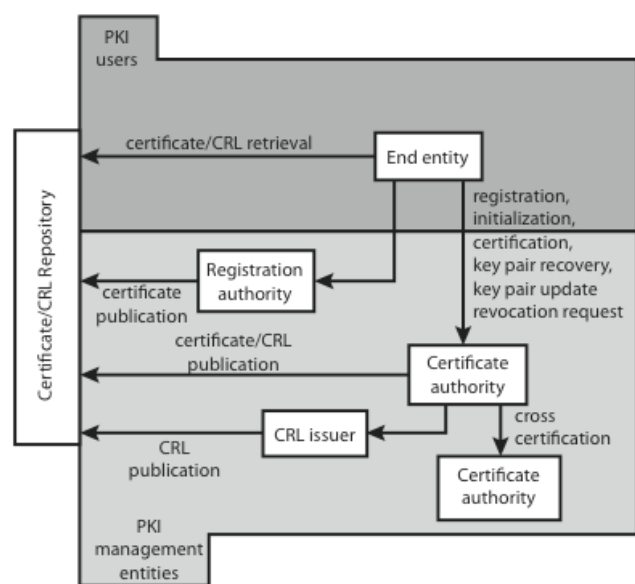 PKI
users
certificate/CRL retrieval
End entity
registration,
initialization,
certification,
key pair recovery,
key pair update
revocation request
Certificate/CRL Repository
Registration
authority
certificate
publication
certificate/CRL
publication
Certificate
authority
CRL issuer
cross
certification
CRL
publication
Certificate
authority
PKI
management
entities